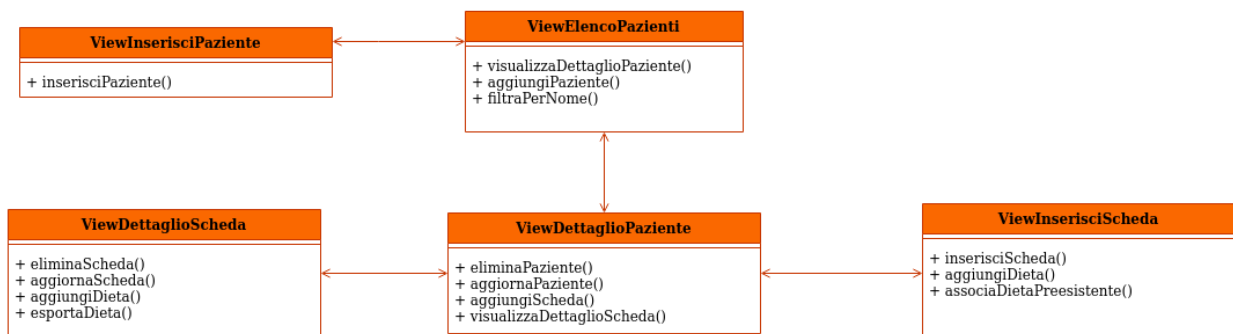 ViewInserisciPaziente
+ inserisciPaziente()
ViewElencoPazienti
+ visualizzaDettaglioPaziente()
+ aggiungiPaziente()
+ filtraPerNome()
ViewDettaglioScheda
+ eliminaScheda()
+ aggiornaScheda()
+ aggiungiDieta()
+ esportaDieta()
ViewDettaglioPaziente
+ eliminaPaziente()
+ aggiornaPaziente()
+ aggiungiScheda()
+ visualizzaDettaglioScheda()
ViewInserisciScheda
+ inserisciScheda()
+ aggiungiDieta()
+ associaDietaPreesistente()